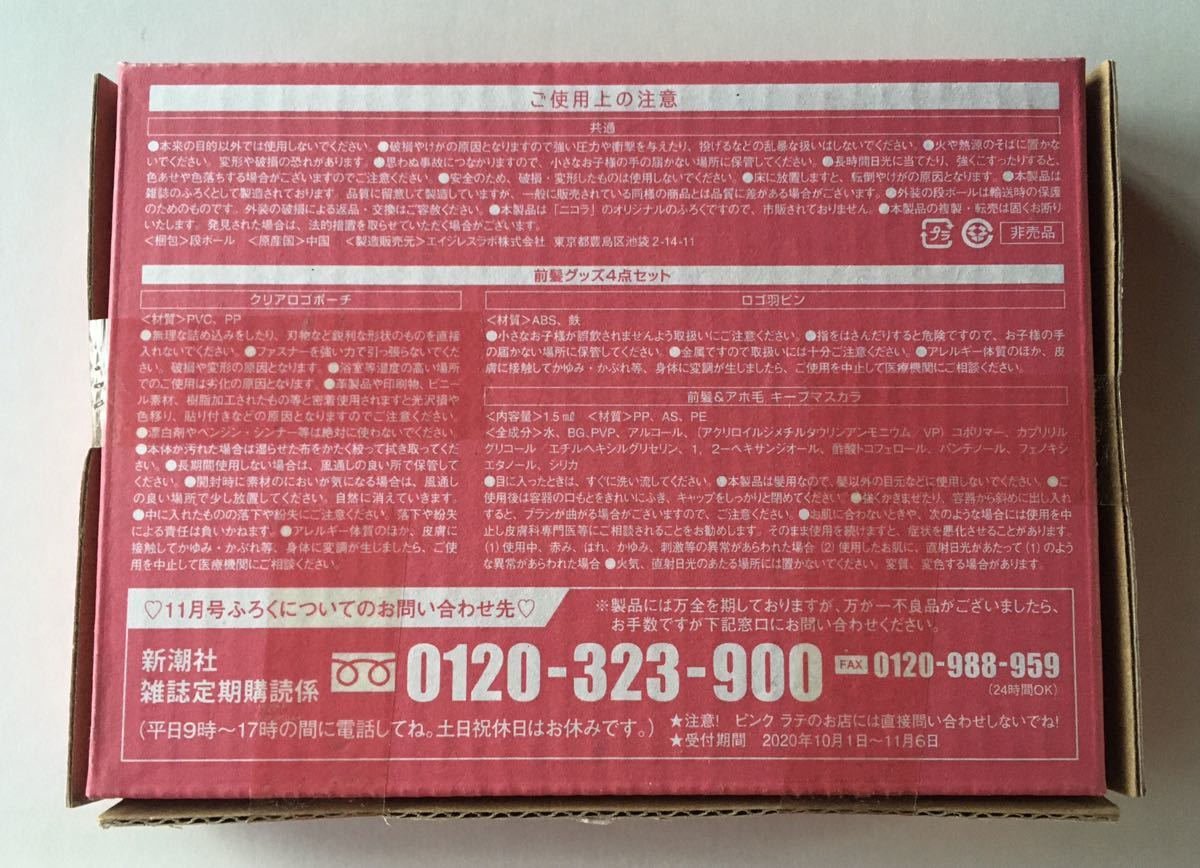 ご使用上の注意
共通
●本来の目的以外では使用しないでください。●破損やけがの原因となりますので強い圧力や衝撃を与えたり、投げるなどの乱暴な扱いはしないでください。●火や熱源のそばに置かな
いでください。変形や破損の恐れがあります。●思わぬ事故につながりますので、小さなお子様の手の届かない場所に保管してください。●長時間日光に当てたり、強くこすったりすると、
色あせや色落ちする場合がございますのでご注意ください。●安全のため、破損・変形したものは使用しないでください。●床に放置しますと、転倒やけがの原因となります。●本製品は
雑誌のふろくとして製造されております。品質に留意して製造していますが、一般に販売されている同様の商品とは品質に差がある場合がございます。●外装の段ボールは輸送時の保護
のためのものです。外装の破損による返品・交換はご容赦ください。●本製品は「ニコラ」のオリジナルのふろくですので、市販されておりません。●本製品の複製・転売は固くお断り
いたします。発見された場合は、法的措置を取らせていただく場合がございます。
<梱包>段ボール <原産国>中国 <製造販売元>エイジレスラボ株式会社 東京都豊島区池袋2-14-11
プラ
非売品
前髪グッズ4点セット
クリアロゴポーチ
<材質>PVC、PP
●無理な詰め込みをしたり、刃物など鋭利な形状のものを直接
入れないでください。●ファスナーを強い力で引っ張らないでくだ
さい。破損や変形の原因となります。●浴室等湿度の高い場所
でのご使用は劣化の原因となります。●革製品や印刷物、ビニー
ル素材、樹脂加工されたもの等と密着使用されますと光沢損や
色移り、貼り付きなどの原因となりますのでご注意ください。
●漂白剤やベンジン・シンナー等は絶対に使わないでください。
●本体が汚れた場合は湿らせた布をかたく絞って拭き取ってくだ
さい。●長期間使用しない場合は、風通しの良い所で保管して
ください。●開封時に素材のにおいが気になる場合は、風通し
の良い場所で少し放置してください。自然に消えていきます。
●中に入れたものの落下や紛失にご注意ください。落下や紛失
による責任は負いかねます。●アレルギー体質のほか、皮膚に
接触してかゆみ・かぶれ等、身体に変調が生じましたら、ご使
用を中止して医療機関にご相談ください。
ロゴ羽ピン
<材質>ABS、鉄
●小さなお子様が誤飲されませんよう取扱いにご注意ください。●指をはさんだりすると危険ですので、お子様の手
の届かない場所に保管してください。●金属ですので取扱いには十分ご注意ください。●アレルギー体質のほか、皮
膚に接触してかゆみ・かぶれ等、身体に変調が生しましたら、ご使用を中止して医療機関にご相談ください。
前髪&アホ毛 キープマスカラ
<内容量>1.5㎖ <材質>PP、AS、PE
<全成分>水、BG、PVP、アルコール、(アクリロイルジメチルタウリンアンモニウム/VP)コポリマー、カプリリル
グリコール、エチルヘキシルグリセリン、1、2ーヘキサンジオール、酢酸トコフェロール、パンテノール、フェノキシ
エタノール、シリカ
●目に入ったときは、すぐに洗い流してください。●本製品は髪用なので、髪以外の目元などに使用しないでください。●ご
使用後は容器の口もとをきれいにふき、キャップをしっかりと閉めてください。●強くかきませたり、容器から斜めに出し入れ
すると、ブラシが曲がる場合がございますので、ご注意ください。●お肌に合わないときや、次のような場合には使用を中
止し皮膚科専門医等にご相談されることをお勧めします。そのまま使用を続けますと、症状を悪化させることがあります。
(1)使用中、赤み、はれ、かゆみ、刺激等の異常があらわれた場合 (2)使用したお肌に、直射日光があたって(1)のよう
な異常があらわれた場合 ●火気、直射日光のあたる場所には置かないでください。変質、変色する場合があります。
♡11月号ふろくについてのお問い合わせ先♡
※製品には万全を期しておりますが、万が一不良品がございましたら、
お手数ですが下記窓口にお問い合わせください。
新潮社
雑誌定期購読係
0120-323-900
FAX 0120-988-959
(24時間OK)
(平日9時〜17時の間に電話してね。土日祝休日はお休みです。)
★注意! ピンク ラテのお店には直接問い合わせしないでね!
★受付期間 2020年10月1日〜11月6日